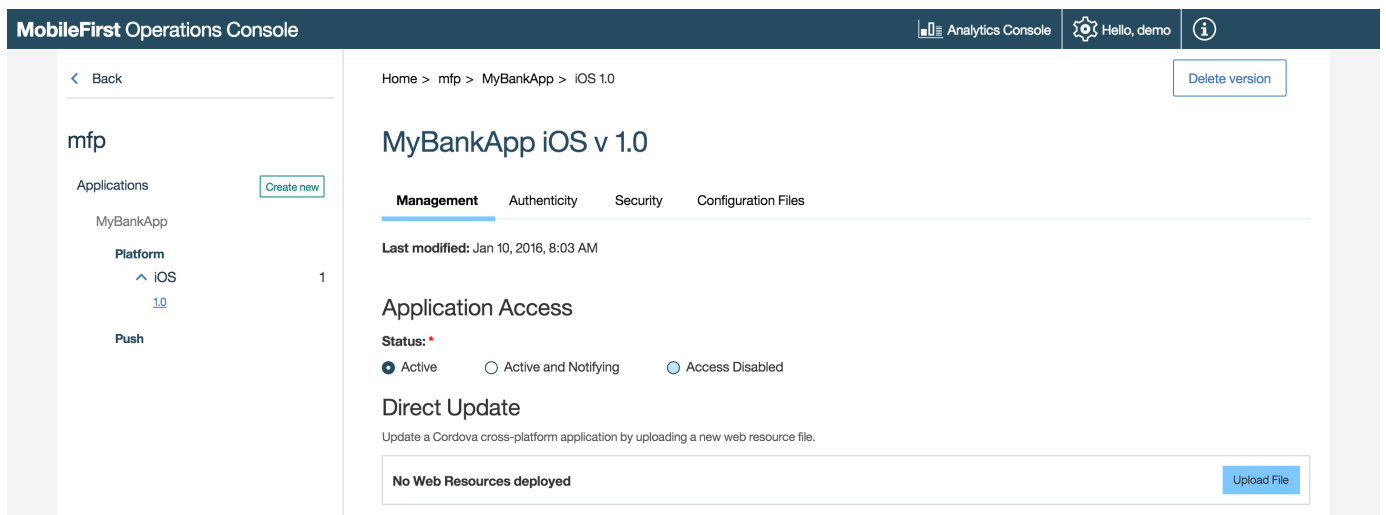 MobileFirst Operations Console
Analytics Console
Hello, demo
Back
Home > mfp > MyBankApp > iOS 1.0
Delete version
mfp
Applications
Create new
MyBankApp
Platform
iOS 1
1.0
Push
MyBankApp iOS v 1.0
Management Authenticity Security Configuration Files
Last modified: Jan 10, 2016, 8:03 AM
Application Access
Status: *
Active Active and Notifying Access Disabled
Direct Update
Update a Cordova cross-platform application by uploading a new web resource file.
No Web Resources deployed
Upload File